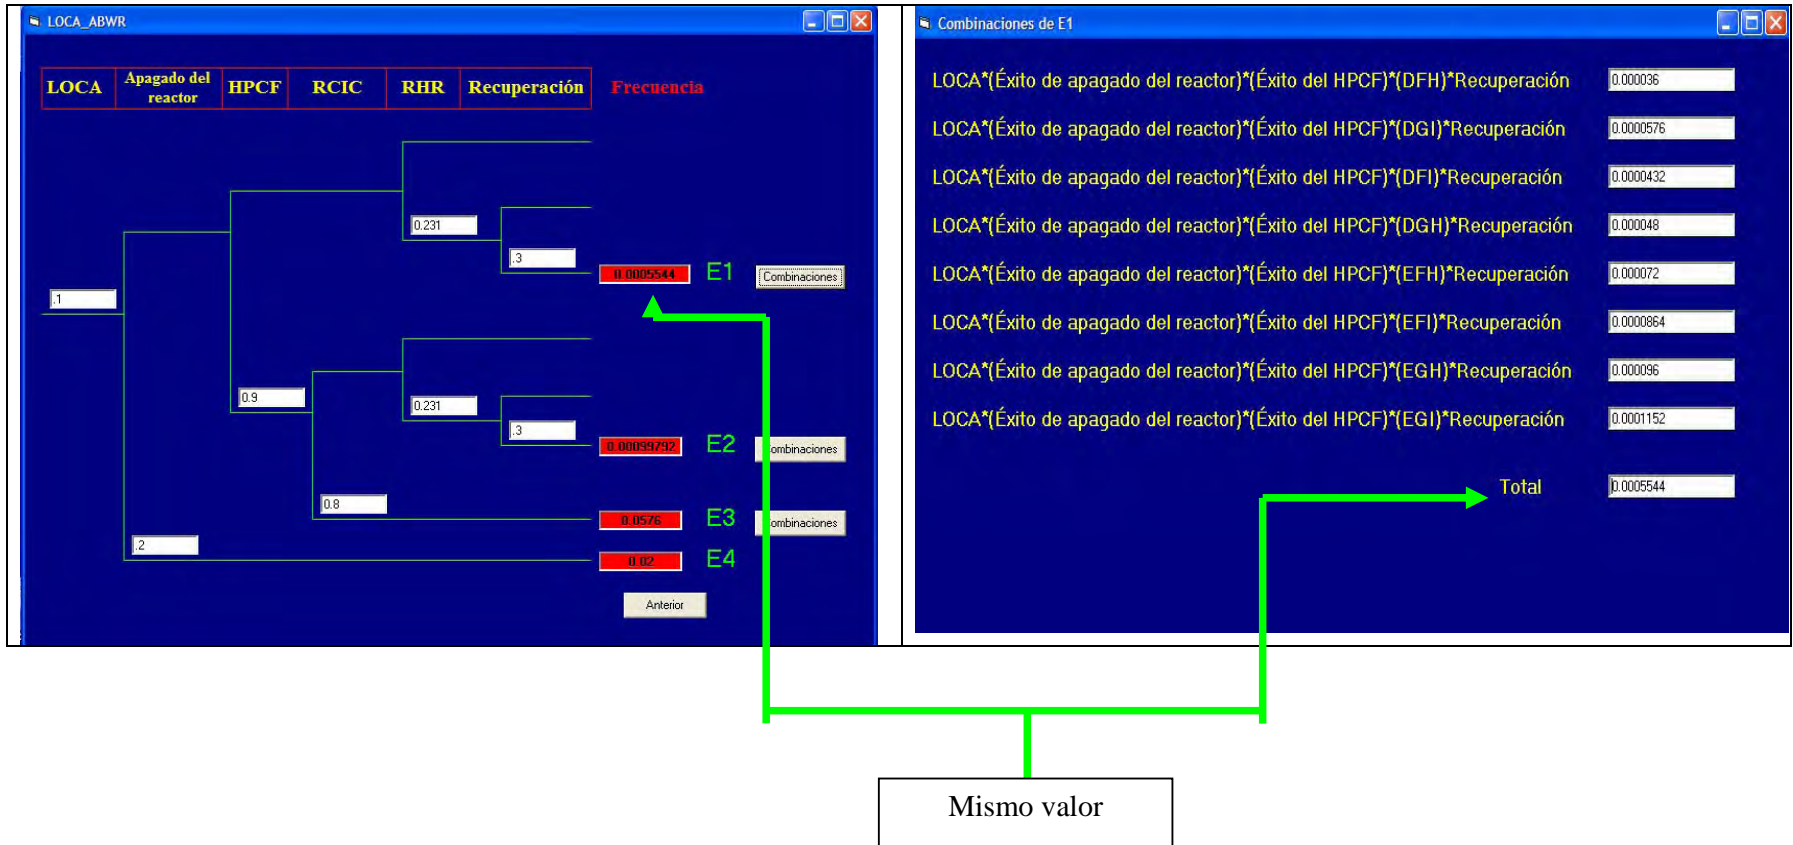 LOCA_ABWR
LOCA
Apagado del
reactor
HPCF
RCIC
RHR
Recuperación
Frecuencia
0.231
.3
0.0005544
E1
Combinaciones
.1
0.9
0.231
.3
0.00099792
E2
ombinaciones
0.8
0.0576
E3
ombinaciones
.2
0.02
E4
Anterior
Combinaciones de E1
LOCA*(Éxito de apagado del reactor)*(Éxito del HPCF)*(DFH)*Recuperación 0.000036
LOCA*(Éxito de apagado del reactor)*(Éxito del HPCF)*(DGI)*Recuperación 0.0000576
LOCA*(Éxito de apagado del reactor)*(Éxito del HPCF)*(DFI)*Recuperación 0.0000432
LOCA*(Éxito de apagado del reactor)*(Éxito del HPCF)*(DGH)*Recuperación 0.000048
LOCA*(Éxito de apagado del reactor)*(Éxito del HPCF)*(EFH)*Recuperación 0.000072
LOCA*(Éxito de apagado del reactor)*(Éxito del HPCF)*(EFI)*Recuperación 0.0000864
LOCA*(Éxito de apagado del reactor)*(Éxito del HPCF)*(EGH)*Recuperación 0.000096
LOCA*(Éxito de apagado del reactor)*(Éxito del HPCF)*(EGI)*Recuperación 0.0001152
Total 0.0005544
Mismo valor